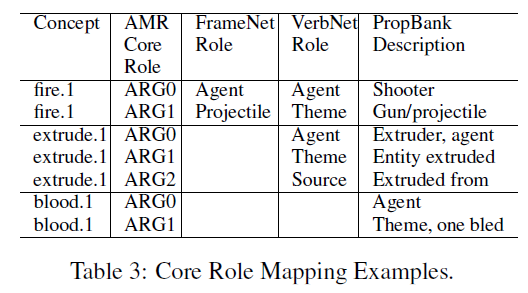 Concept AMR FrameNet VerbNet PropBank
Core Role Role Description
Role
fire.1 ARG0 Agent Agent Shooter
fire.1 ARG1 Projectile Theme Gun/projectile
extrude.1 ARG0 Agent Extruder, agent
extrude.1 ARG1 Theme Entity extruded
extrude.1 ARG2 Source Extruded from
blood.1 ARG0 Agent
blood.1 ARG1 Theme, one bled
Table 3: Core Role Mapping Examples.